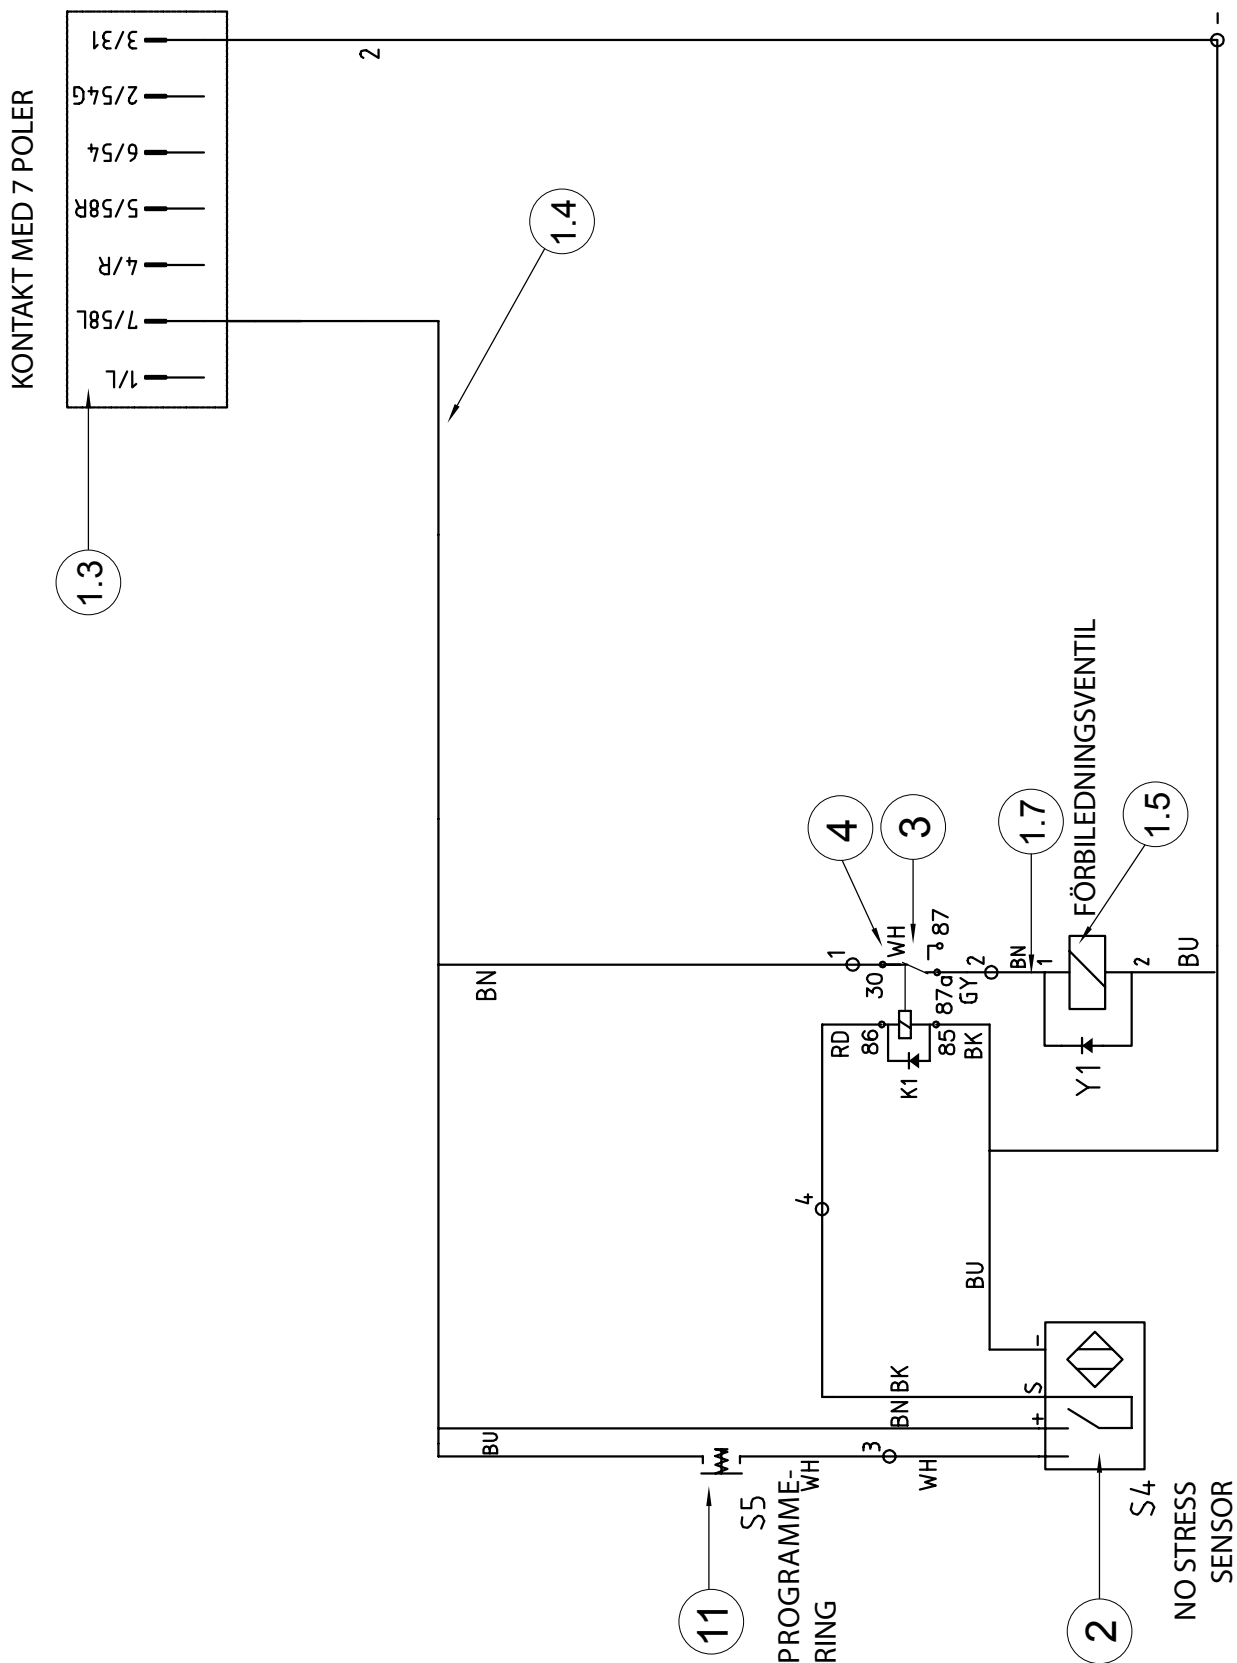 KONTAKT MED 7 POLER
1/L
7/58L
4/R
5/58R
6/54
2/54G
3/31
1.3
2
1.4
-
BN
BU
11
S5
PROGRAMME-
RING
WH
3
WH
BN
BK
4
RD
86
K1
85
BK
BU
1
30
WH
87
87a
GY
2
BN
1
2
BU
4
3
1.7
1.5
FÖRBILEDNINGSVENTIL
Y1
+
S
-
2
S4
NO STRESS
SENSOR